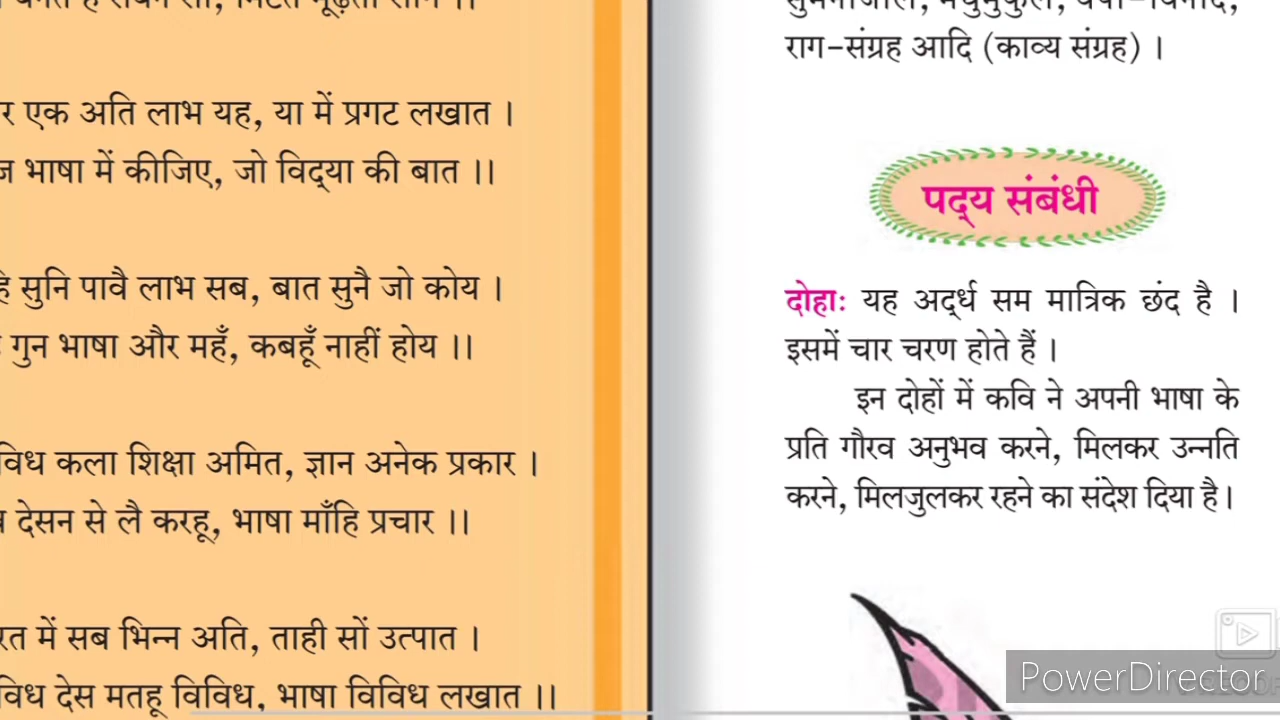 एक अति लाभ यह, या में प्रगट लखात ।
भाषा में कीजिए, जो विद्या की बात ।।
सुनि पावै लाभ सब, बात सुनै जो कोय ।
गुन भाषा और महँ, कबहूँ नाहीं होय ।।
कला शिक्षा अमित, ज्ञान अनेक प्रकार ।
देसन से लै करहू, भाषा माँहि प्रचार ।।
में सब भिन्न अति, ताही सों उत्पात ।
देस मतहू विविध, भाषा विविध लखात ।।
राग-संग्रह आदि (काव्य संग्रह) ।
पद्य संबंधी
दोहाः यह अर्द्ध सम मात्रिक छंद है ।
इसमें चार चरण होते हैं ।
इन दोहों में कवि ने अपनी भाषा के
प्रति गौरव अनुभव करने, मिलकर उन्नति
करने, मिलजुलकर रहने का संदेश दिया है।
PowerDirector